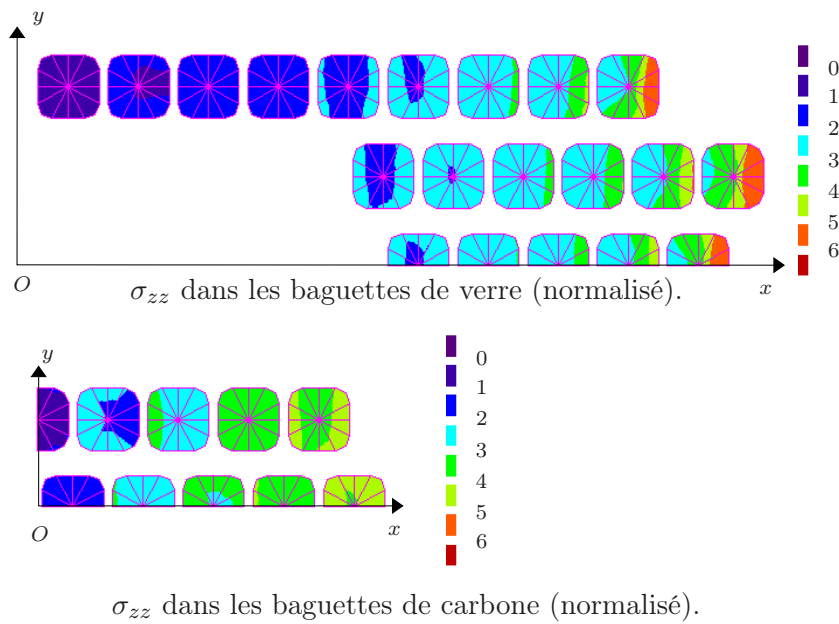 y
0
1
2
3
4
5
6
O
x
σzz dans les baguettes de verre (normalisé).
y
0
1
2
3
4
5
6
O
x
σzz dans les baguettes de carbone (normalisé).